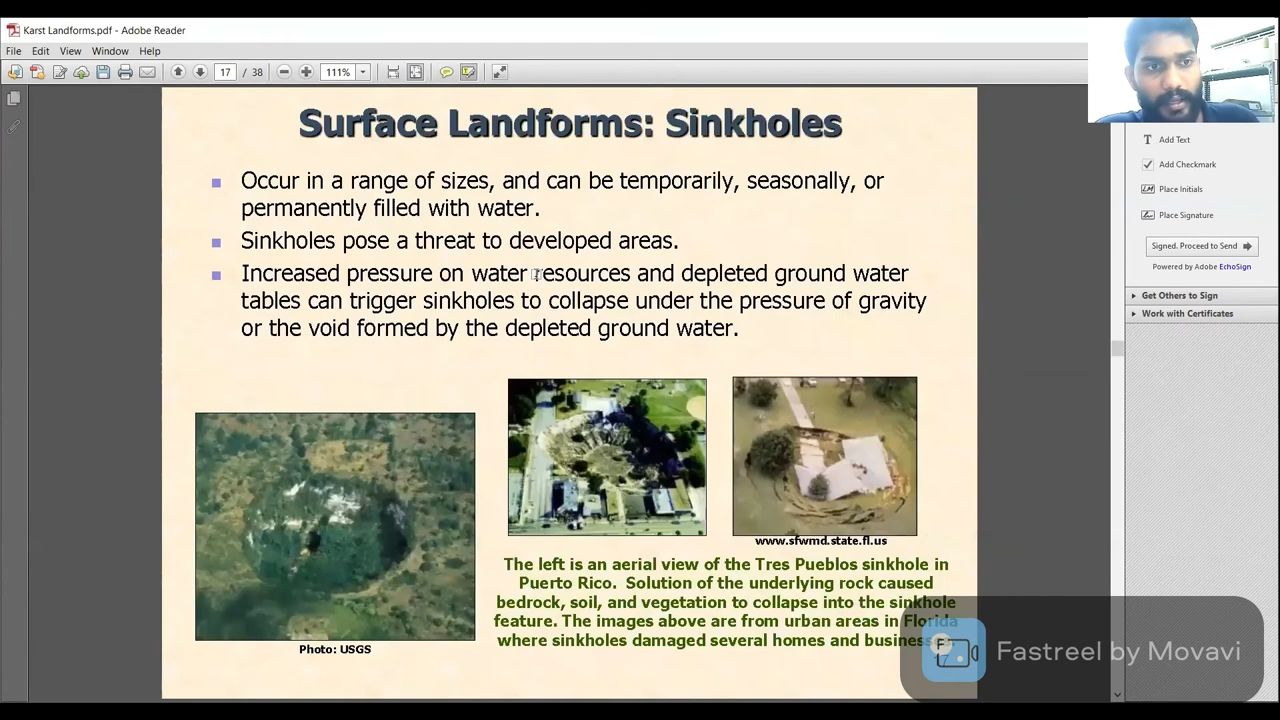 Karst Landforms.pdf - Adobe Reader
File Edit View Window Help
17 / 38 111%
Add Text
Add Checkmark
Place Initials
Place Signature
Signed. Proceed to Send
Powered by Adobe EchoSign
Get Others to Sign
Work with Certificates
Surface Landforms: Sinkholes
Occur in a range of sizes, and can be temporarily, seasonally, or
permanently filled with water.
Sinkholes pose a threat to developed areas.
Increased pressure on water resources and depleted ground water
tables can trigger sinkholes to collapse under the pressure of gravity
or the void formed by the depleted ground water.
www.sfwmd.state.fl.us
The left is an aerial view of the Tres Pueblos sinkhole in
Puerto Rico. Solution of the underlying rock caused
bedrock, soil, and vegetation to collapse into the sinkhole
feature. The images above are from urban areas in Florida
where sinkholes damaged several homes and
Photo: USGS
Fastreel by Movavi